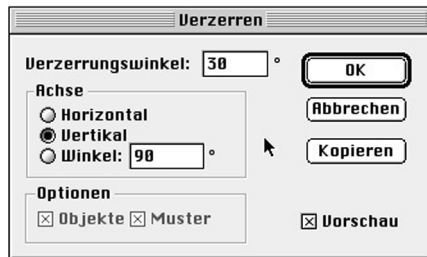 Verzerren
Verzerrungswinkel: 30 °
OK
Achse
Abbrechen
Horizontal
Vertikal
Winkel: 90 °
Kopieren
Optionen
Objekte Muster
Vorschau